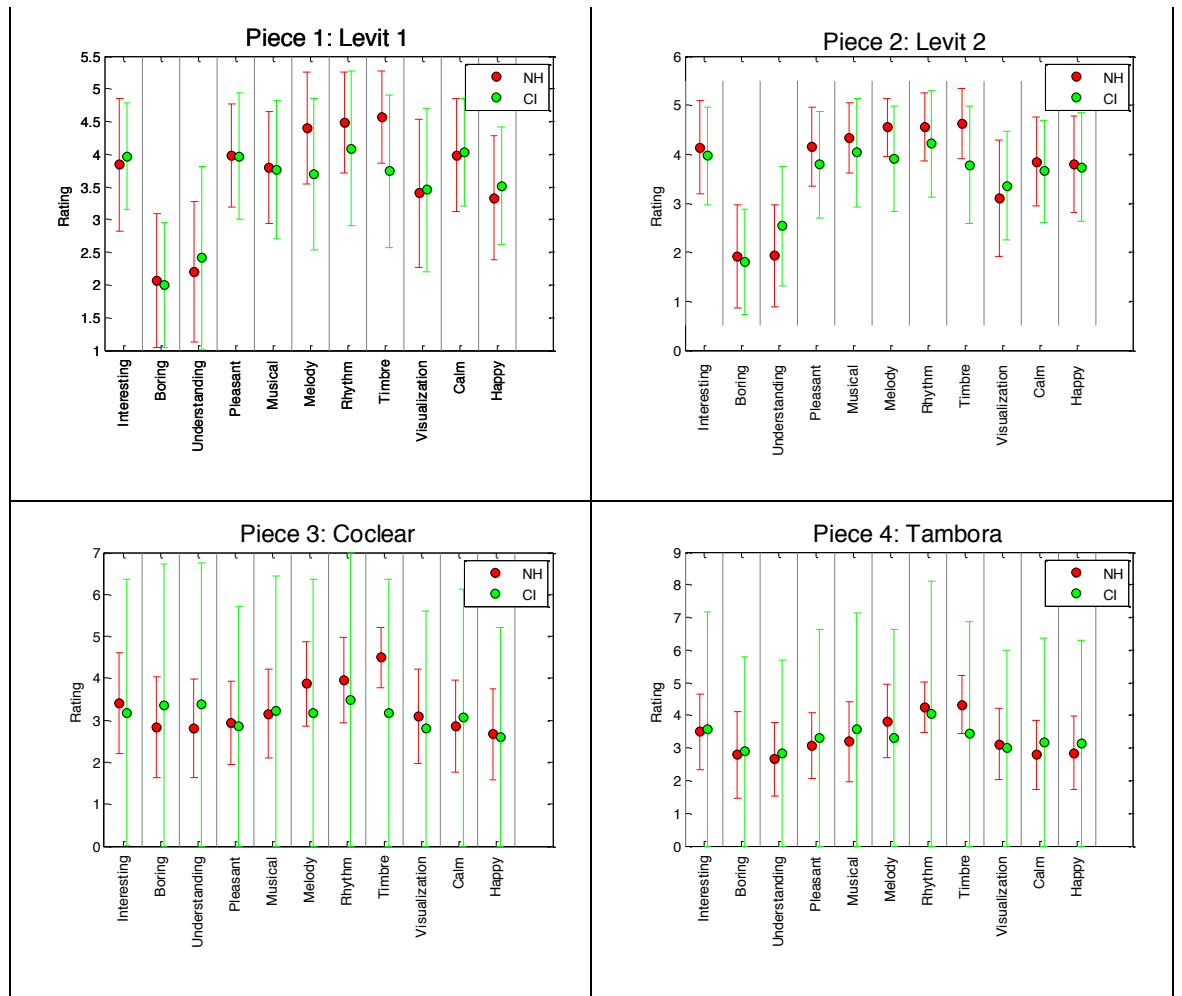 Piece 1: Levit 1
5.5
5
4.5
4
3.5
3
2.5
2
1.5
1
Rating
NH
CI
Interesting
Boring
Understanding
Pleasant
Musical
Melody
Rhythm
Timbre
Visualization
Calm
Happy
Piece 2: Levit 2
6
5
4
3
2
1
0
Rating
NH
CI
Interesting
Boring
Understanding
Pleasant
Musical
Melody
Rhythm
Timbre
Visualization
Calm
Happy
Piece 3: Coclear
7
6
5
4
3
2
1
0
Rating
NH
CI
Interesting
Boring
Understanding
Pleasant
Musical
Melody
Rhythm
Timbre
Visualization
Calm
Happy
Piece 4: Tambora
9
8
7
6
5
4
3
2
1
0
Rating
NH
CI
Interesting
Boring
Understanding
Pleasant
Musical
Melody
Rhythm
Timbre
Visualization
Calm
Happy